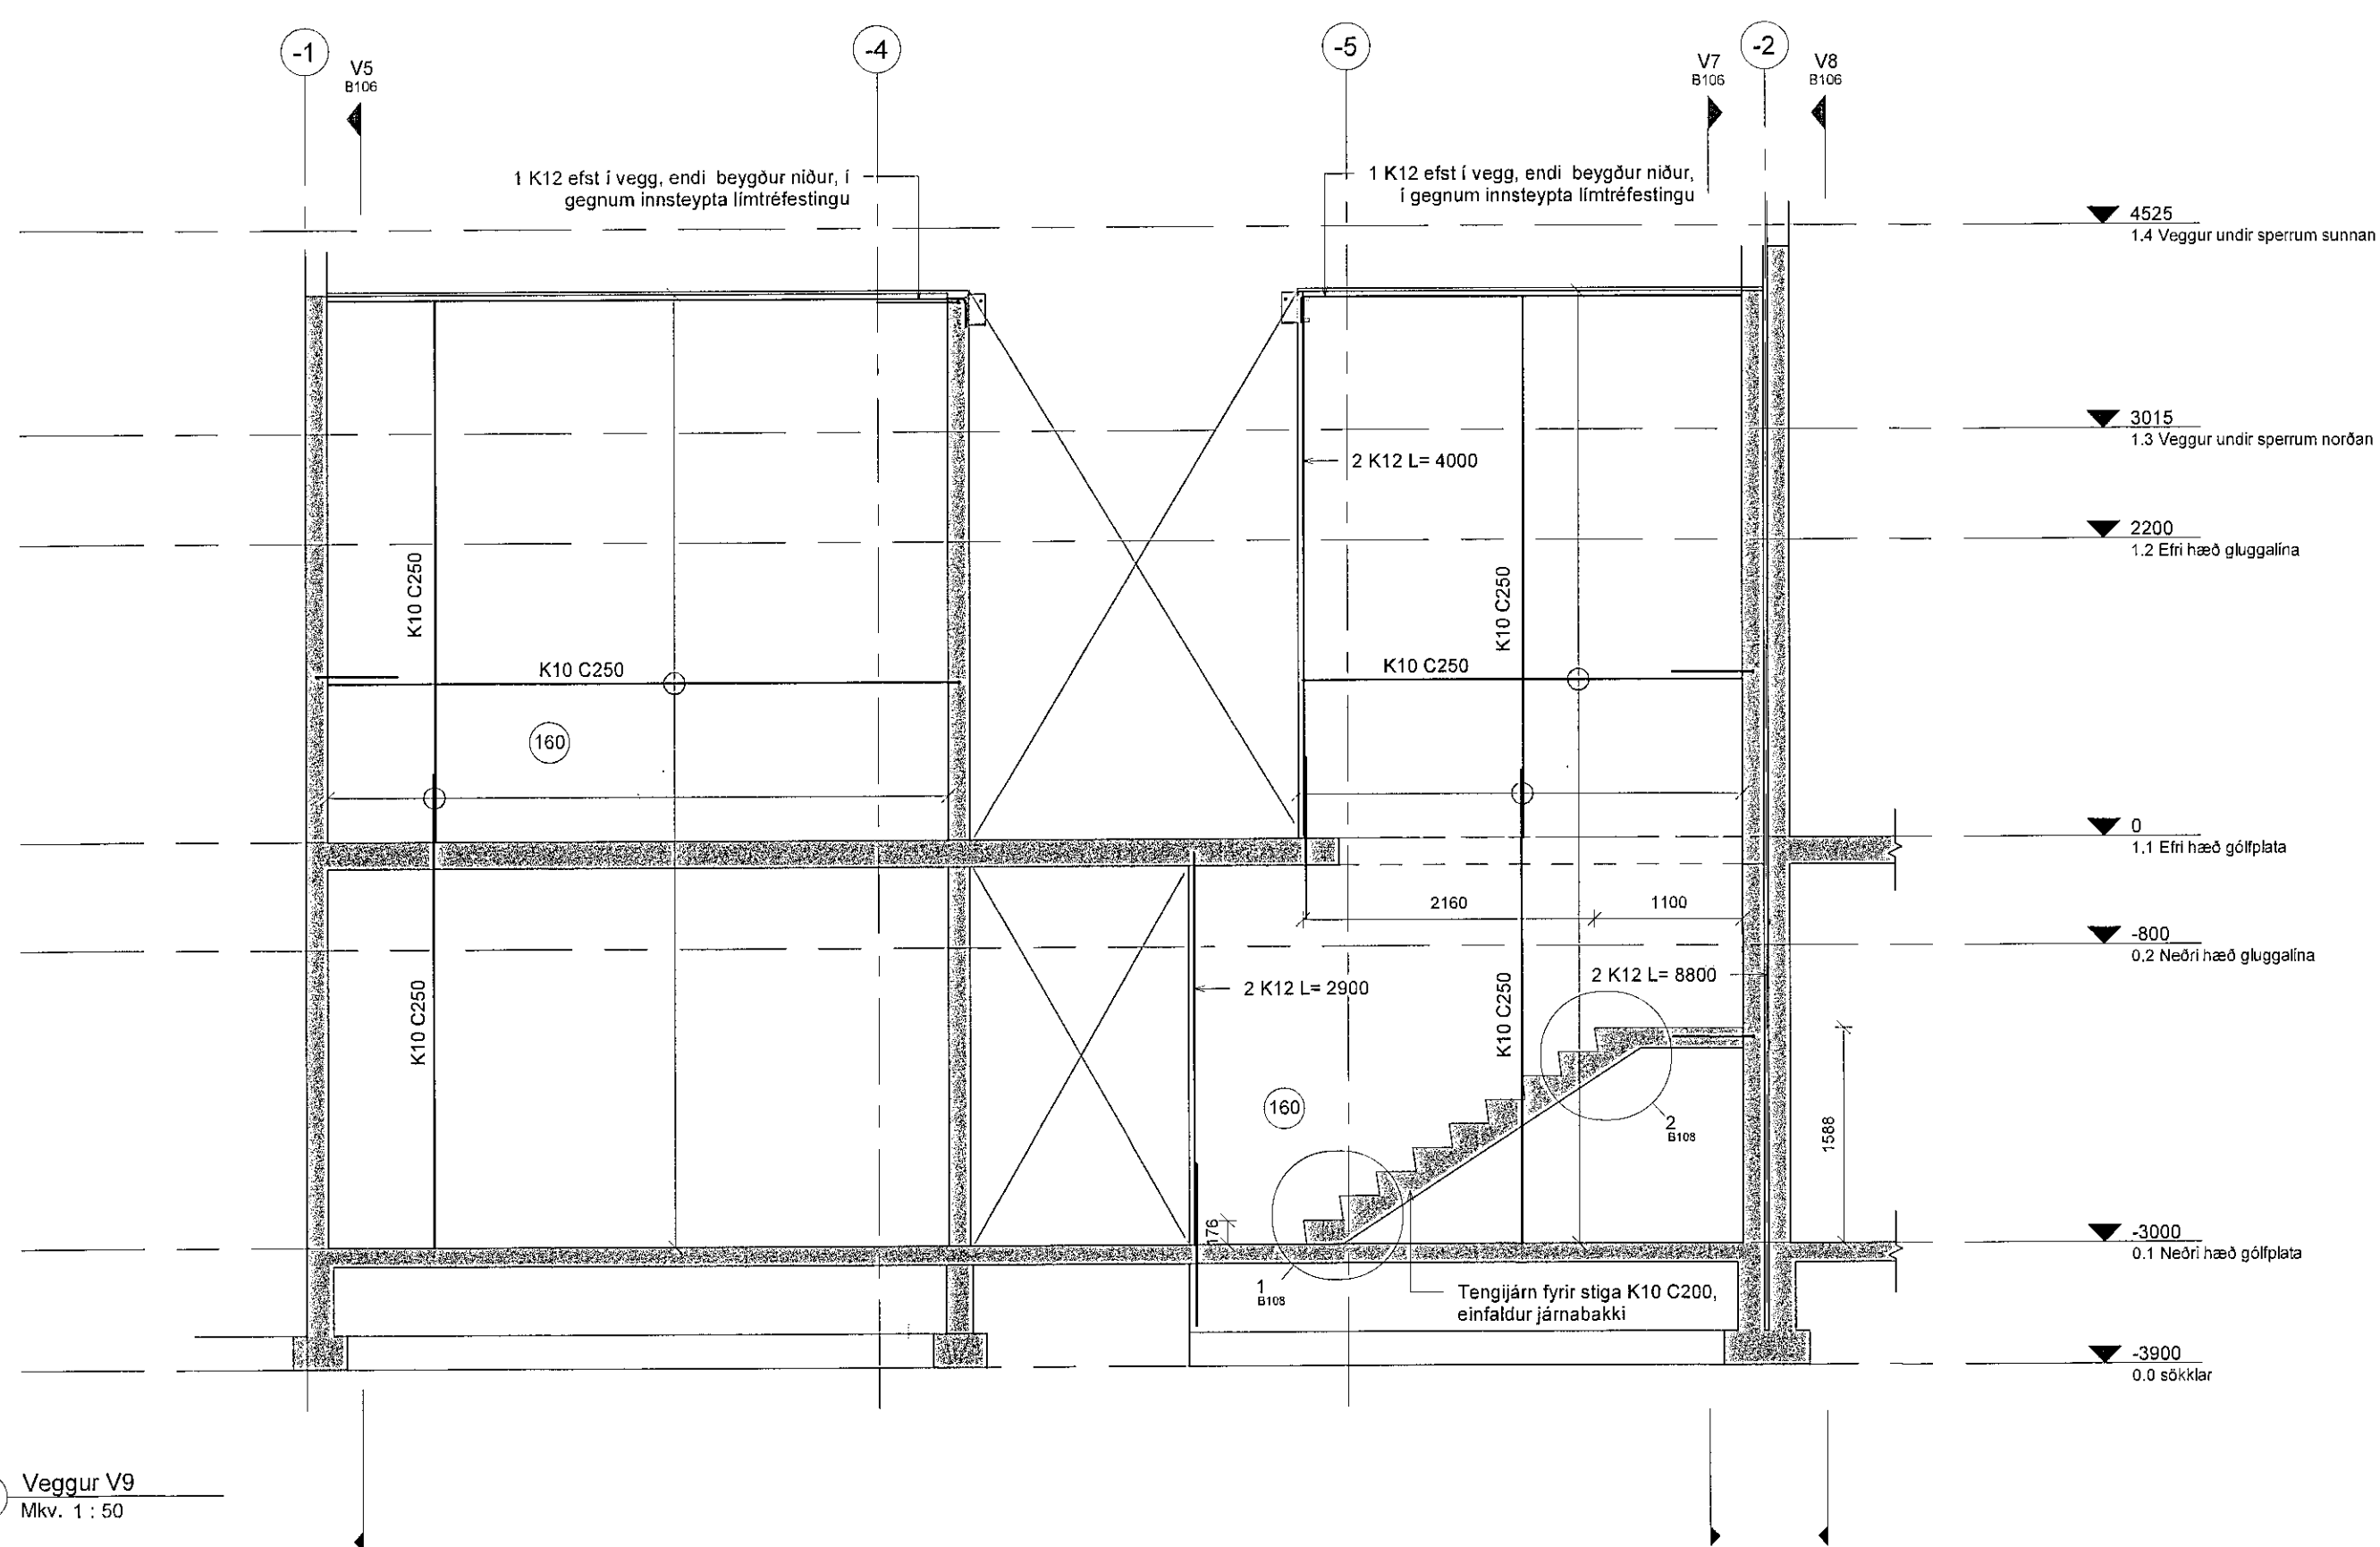 -1
-4
-5
-2
V5
B106
V7
B106
V8
B106
1 K12 efst í vegg, endi beygður niður, í
gegnum innsteypta límtréfestingu
1 K12 efst í vegg, endi beygður niður,
í gegnum innsteypta límtréfestingu
4525
1.4 Veggur undir sperrum sunnan
3015
1.3 Veggur undir sperrum norðan
2 K12 L= 4000
2200
1.2 Efri hæð gluggalína
K10 C250
K10 C250
K10 C250
K10 C250
160
0
1.1 Efri hæð gólfplata
2160
1100
-800
0.2 Neðri hæð gluggalína
2 K12 L= 2900
2 K12 L= 8800
K10 C250
K10 C250
160
2
B108
1588
176
-3000
0.1 Neðri hæð gólfplata
1
B108
Tengijárn fyrir stiga K10 C200,
einfaldur járnabakki
-3900
0.0 sökklar
Veggur V9
Mkv. 1 : 50